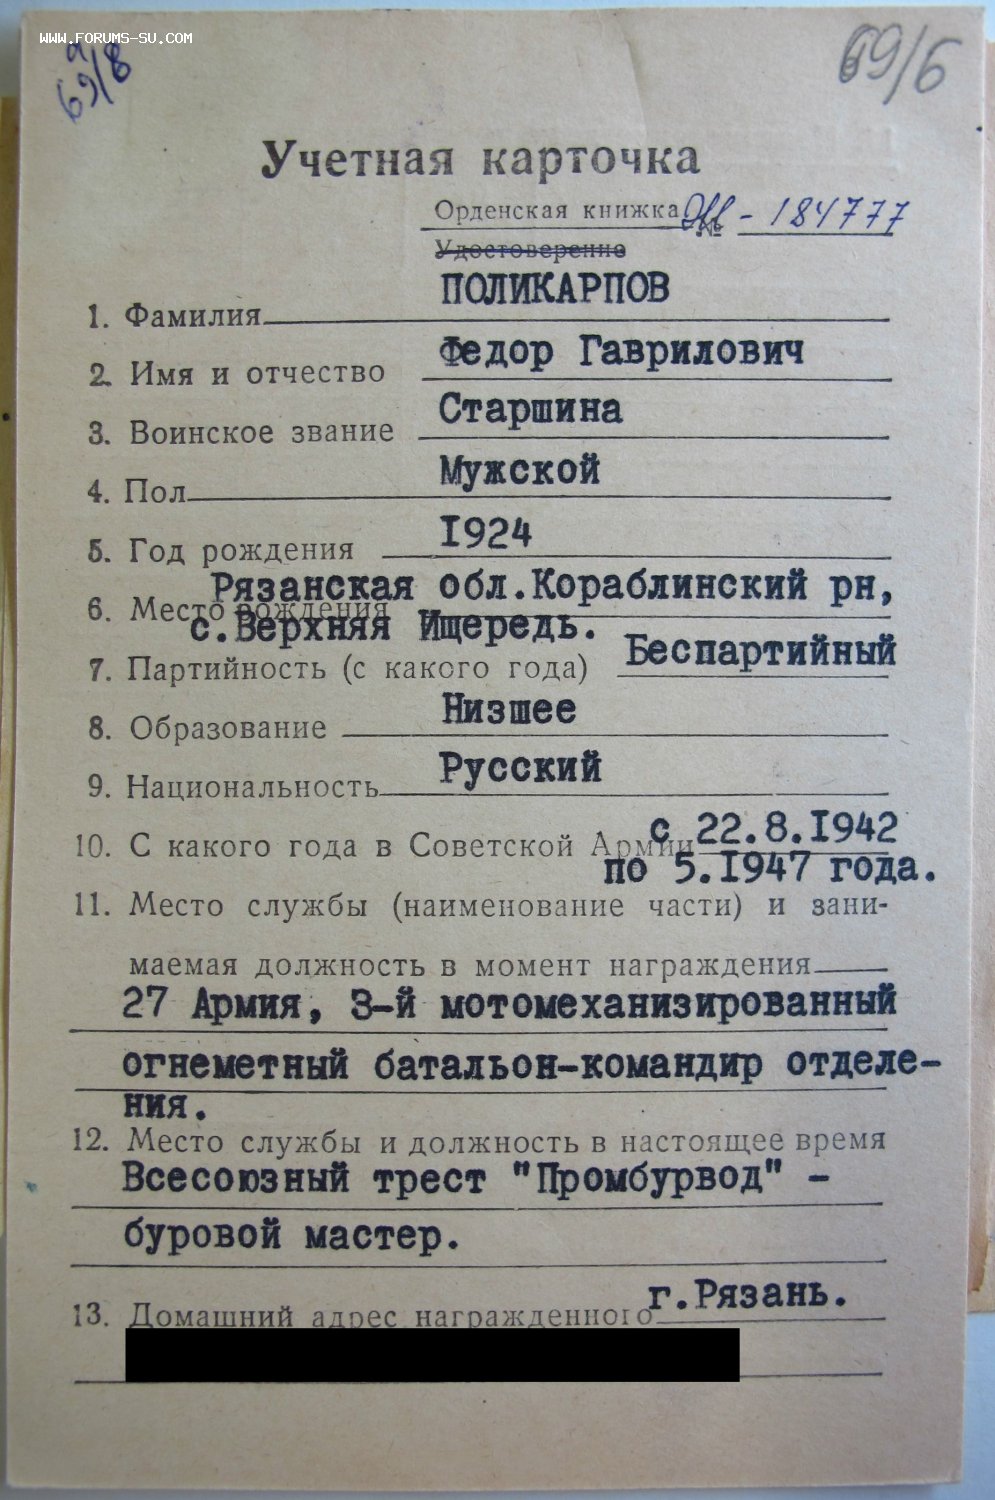 WWW.FORUMS-SU.COM
69/8
69/6
Учетная карточка
Орденская книжка № - 184777
Удостоверение
ПОЛИКАРПОВ
1. Фамилия
Федор Гаврилович
2. Имя и отчество
Старшина
3. Воинское звание
Мужской
4. Пол
I924
5. Год рождения
Рязанская обл.Кораблинский рн,
6. Место рождения
с.Верхняя Ищередь.
Беспартийный
7. Партийность (с какого года)
Низшее
8. Образование
Русский
9. Национальность
с 22.8.I942
10. С какого года в Советской Армии
по 5.I947 года.
11. Место службы (наименование части) и зани-
маемая должность в момент награждения
27 Армия, 3-й мотомеханизированный
огнеметный батальон-командир отделе-
ния.
12. Место службы и должность в настоящее время
Всесоюзный трест "Промбурвод" -
буровой мастер.
г.Рязань.
13. Домашний адрес награжденного